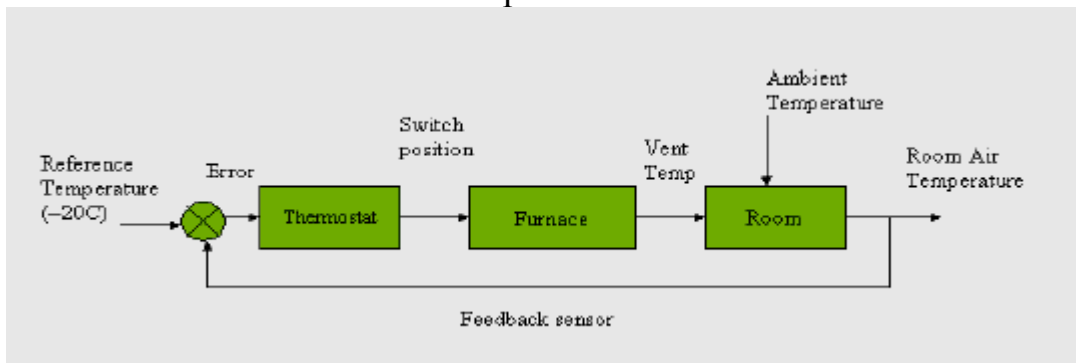 Ambient
Temperature
Switch
position
Vent
Temp
Room Air
Temperature
Reference
Temperature
(–20C)
Error
Thermostat
Furnace
Room
Feedback sensor